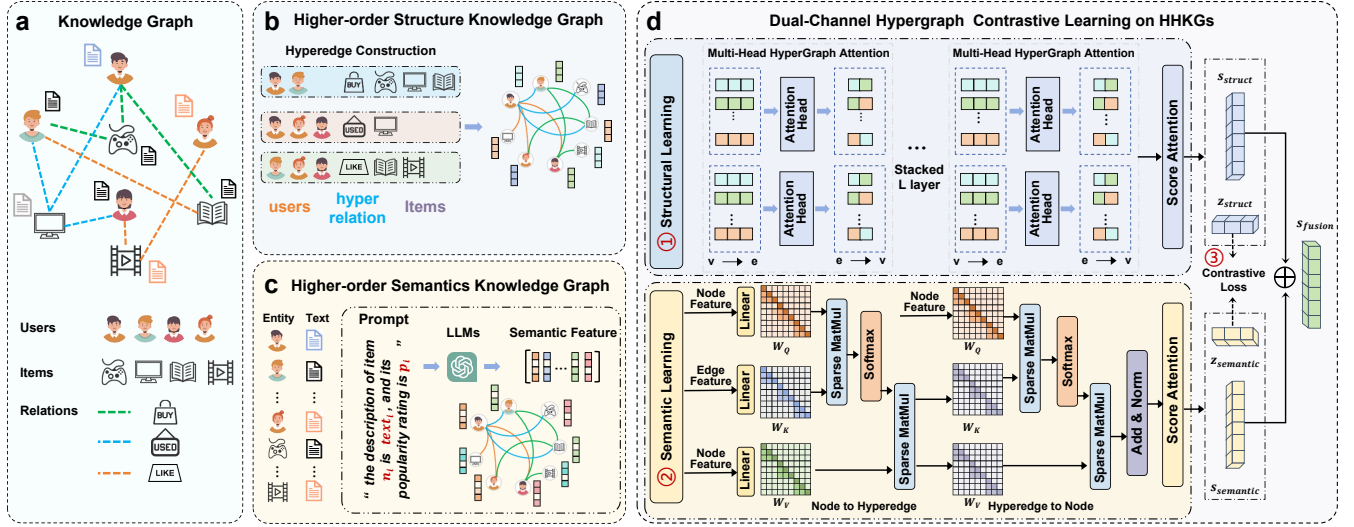 a
Knowledge Graph
Users
Items
Relations
BUY
USED
LIKE
b
Higher-order Structure Knowledge Graph
Hyperedge Construction
BUY
USED
LIKE
users
hyper
relation
Items
c
Higher-order Semantics Knowledge Graph
Entity
Text
Prompt
“ the description of item
n_i is text_i, and its
popularity rating is p_i ”
LLMs
Semantic Feature
d
Dual-Channel Hypergraph Contrastive Learning on HHKGs
① Structural Learning
Multi-Head HyperGraph Attention
Attention
Head
Attention
Head
v → e
e → v
...
Stacked
L layer
Multi-Head HyperGraph Attention
Attention
Head
Attention
Head
v → e
e → v
Score Attention
s_struct
z_struct
③
Contrastive
Loss
z_semantic
s_semantic
s_fusion
② Semantic Learning
Node
Feature
Linear
W_Q
Edge
Feature
Linear
W_K
Node
Feature
Linear
W_V
Sparse MatMul
Softmax
Sparse MatMul
Node to Hyperedge
Node
Feature
W_Q
W_K
W_V
Sparse MatMul
Softmax
Sparse MatMul
Hyperedge to Node
Add & Norm
Score Attention